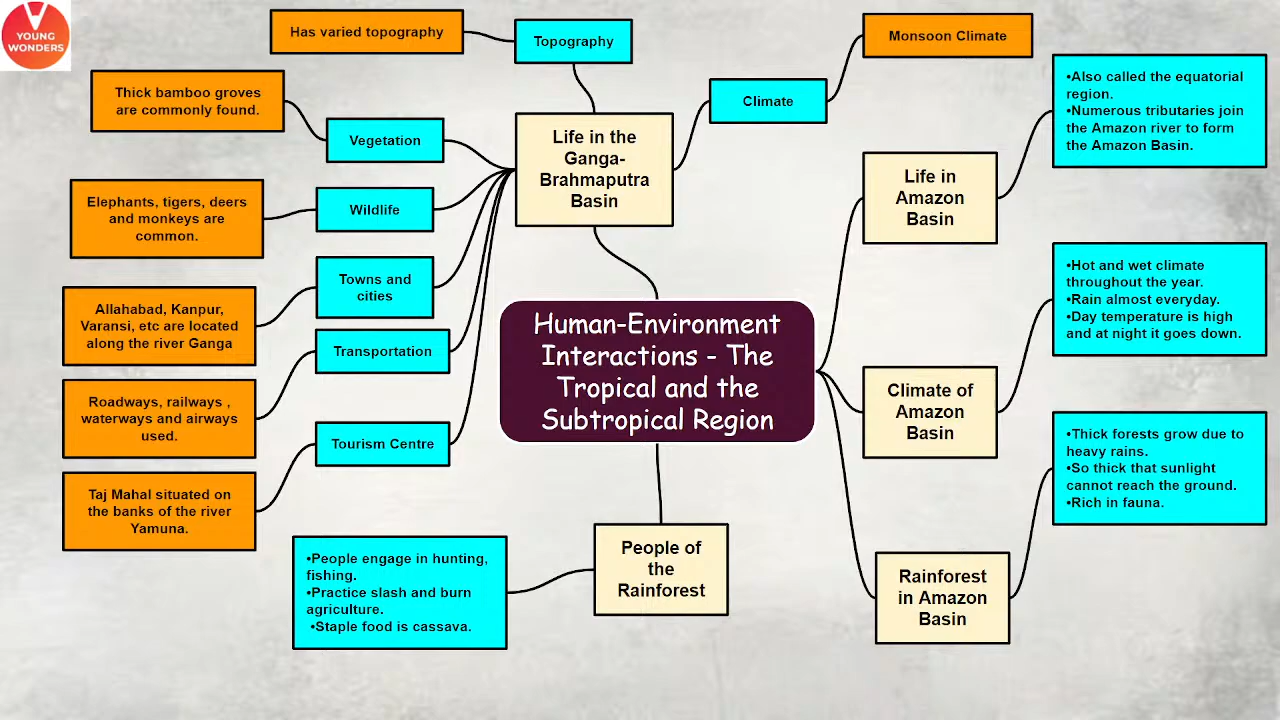 YOUNG
WONDERS
Has varied topography
Topography
Monsoon Climate
Climate
Thick bamboo groves
are commonly found.
Vegetation
Life in the
Ganga-
Brahmaputra
Basin
Elephants, tigers, deers
and monkeys are
common.
Wildlife
Towns and
cities
Allahabad, Kanpur,
Varansi, etc are located
along the river Ganga
Transportation
Roadways, railways ,
waterways and airways
used.
Tourism Centre
Taj Mahal situated on
the banks of the river
Yamuna.
Human-Environment
Interactions - The
Tropical and the
Subtropical Region
Life in
Amazon
Basin
•Also called the equatorial
region.
•Numerous tributaries join
the Amazon river to form
the Amazon Basin.
Climate of
Amazon
Basin
•Hot and wet climate
throughout the year.
•Rain almost everyday.
•Day temperature is high
and at night it goes down.
Rainforest
in Amazon
Basin
•Thick forests grow due to
heavy rains.
•So thick that sunlight
cannot reach the ground.
•Rich in fauna.
People of
the
Rainforest
•People engage in hunting,
fishing.
•Practice slash and burn
agriculture.
•Staple food is cassava.